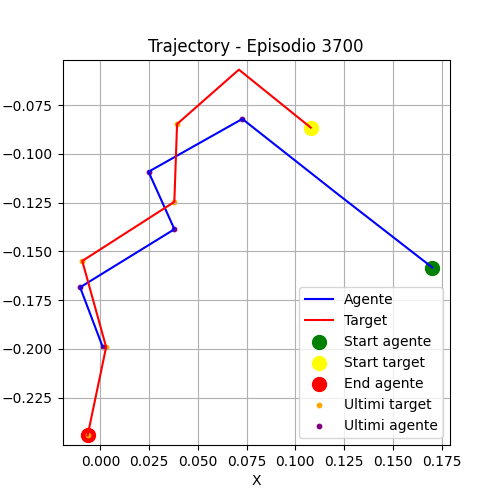 Trajectory - Episodio 3700
−0.075
−0.100
−0.125
−0.150
−0.175
−0.200
−0.225
Agente
Target
Start agente
Start target
End agente
Ultimi target
Ultimi agente
0.000 0.025 0.050 0.075 0.100 0.125 0.150 0.175
X